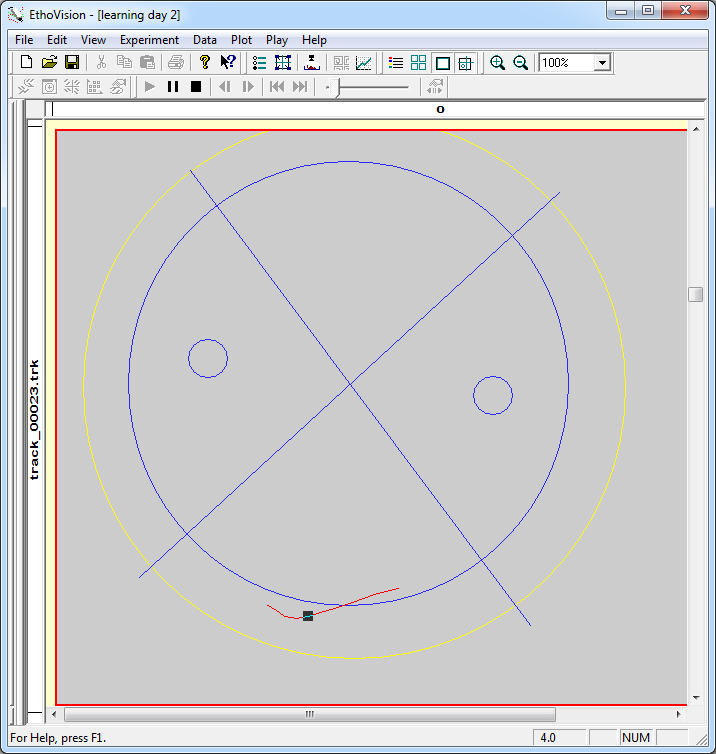 EthoVision - [learning day 2]
File Edit View Experiment Data Plot Play Help
100%
o
track_00023.trk
For Help, press F1.
4.0
NUM